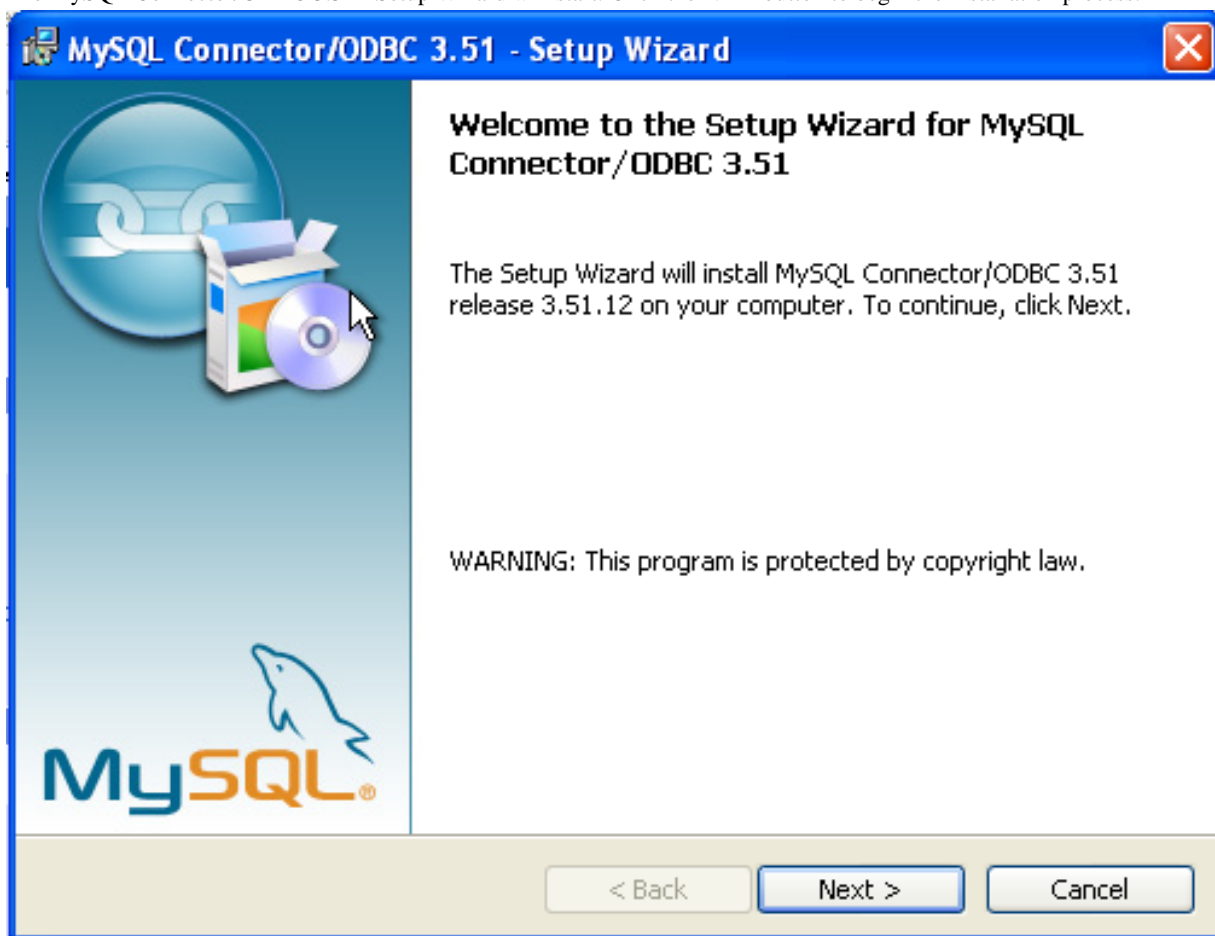 MySQL Connector/ODBC 3.51 - Setup Wizard
Welcome to the Setup Wizard for MySQL
Connector/ODBC 3.51
The Setup Wizard will install MySQL Connector/ODBC 3.51
release 3.51.12 on your computer. To continue, click Next.
WARNING: This program is protected by copyright law.
MySQL®
< Back Next > Cancel